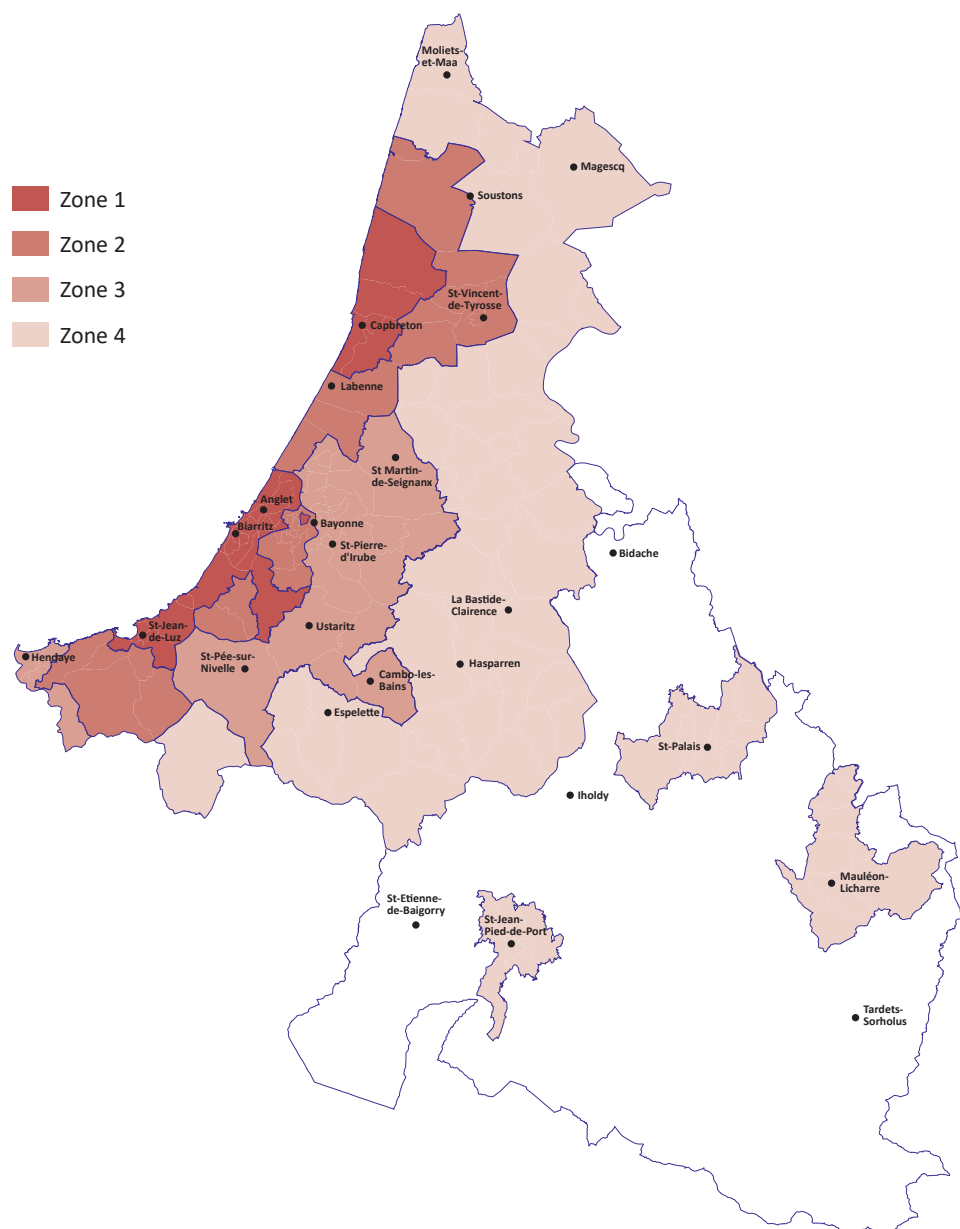 Moliets-
et-Maa
Magescq
Zone 1
Soustons
Zone 2
Zone 3
St-Vincent-
de-Tyrosse
Zone 4
Capbreton
Labenne
St Martin-
de-Seignanx
Anglet
Bayonne
Biarritz
St-Pierre-
d'Irube
Bidache
La Bastide-
Clairence
St-Jean-
de-Luz
Ustaritz
Hendaye
St-Pée-sur-
Nivelle
Hasparren
Cambo-les-
Bains
Espelette
St-Palais
Iholdy
Mauléon-
Licharre
St-Etienne-
de-Baigorry
St-Jean-
Pied-de-Port
Tardets-
Sorholus